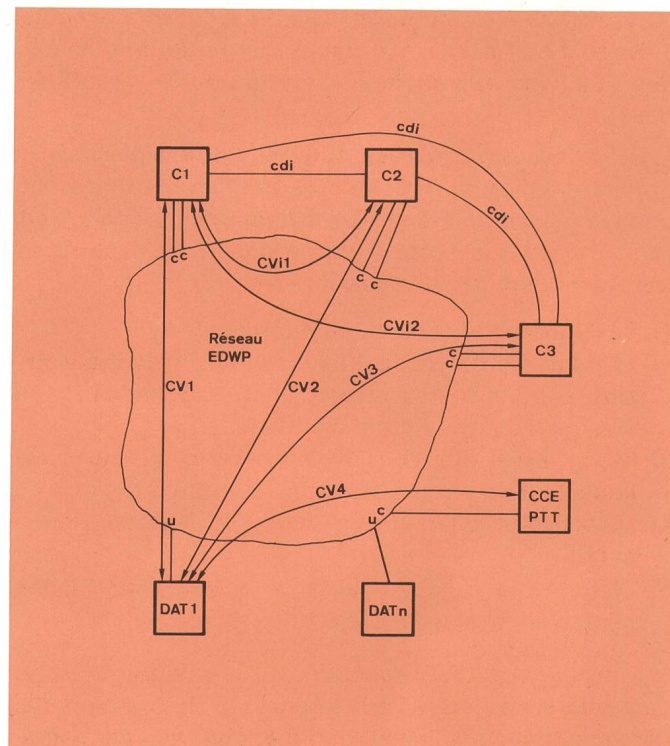 cdi
C1
cdi
C2
cdi
CVi1
c
c
c
c
CVi2
Réseau
EDWP
C3
c
c
CV1
CV2
CV3
CV4
CCE
PTT
u
u
c
DAT1
DATn